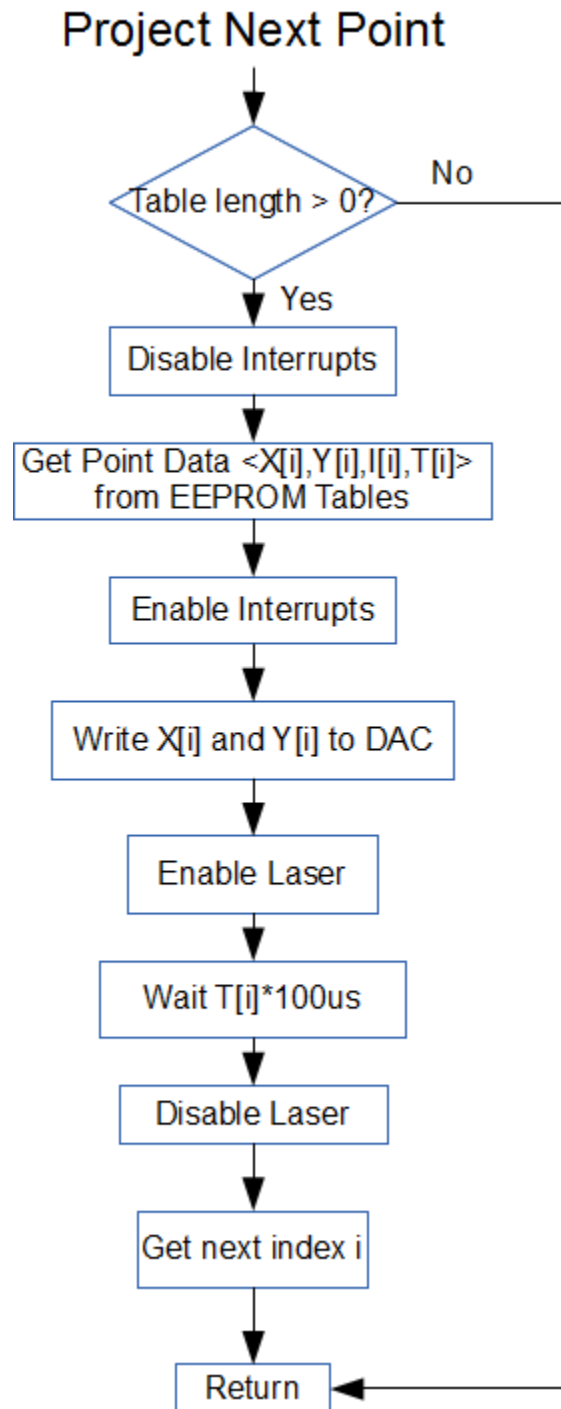 Project Next Point
Table length > 0?
No
Yes
Disable Interrupts
Get Point Data <X[i],Y[i],I[i],T[i]>
from EEPROM Tables
Enable Interrupts
Write X[i] and Y[i] to DAC
Enable Laser
Wait T[i]*100us
Disable Laser
Get next index i
Return